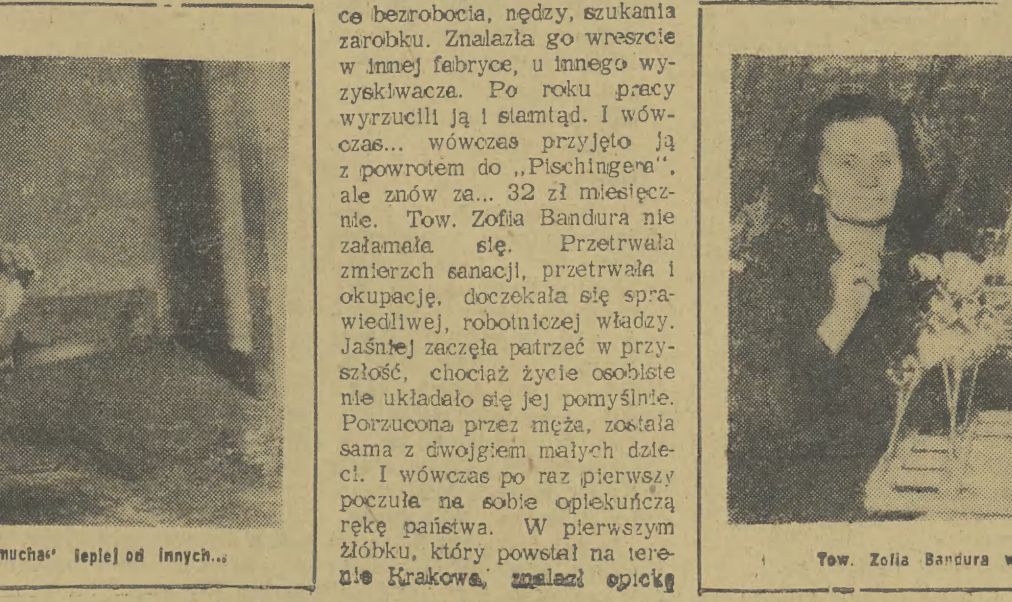 ce bezrobocia, nędzy, szukania
zarobku. Znalazła go wreszcie
w innej fabryce, u innego wy-
zyskiwacza. Po roku pracy
wyrzucili ją i stamtąd. I wów-
czas... wówczas przyjęto ją
z powrotem do „Pischingera",
ale znów za... 32 zł miesięcz-
nie. Tow. Zofia Bandura nie
załamała się. Przetrwała
zmierzch sanacji, przetrwała i
okupację, doczekała się spra-
wiedliwej, robotniczej władzy.
Jaśniej zaczęła patrzeć w przy-
szłość, chociaż życie osobiste
nie układało się jej pomyślnie.
Porzucona przez męża, została
sama z dwojgiem małych dzie-
ci. I wówczas po raz pierwszy
poczuła na sobie opiekuńczą
rękę państwa. W pierwszym
żłóbku, który powstał na tere-
nie Krakowa, znalazł opiekę
mucha" lepiej od innych...
Tow. Zofia Bandura w